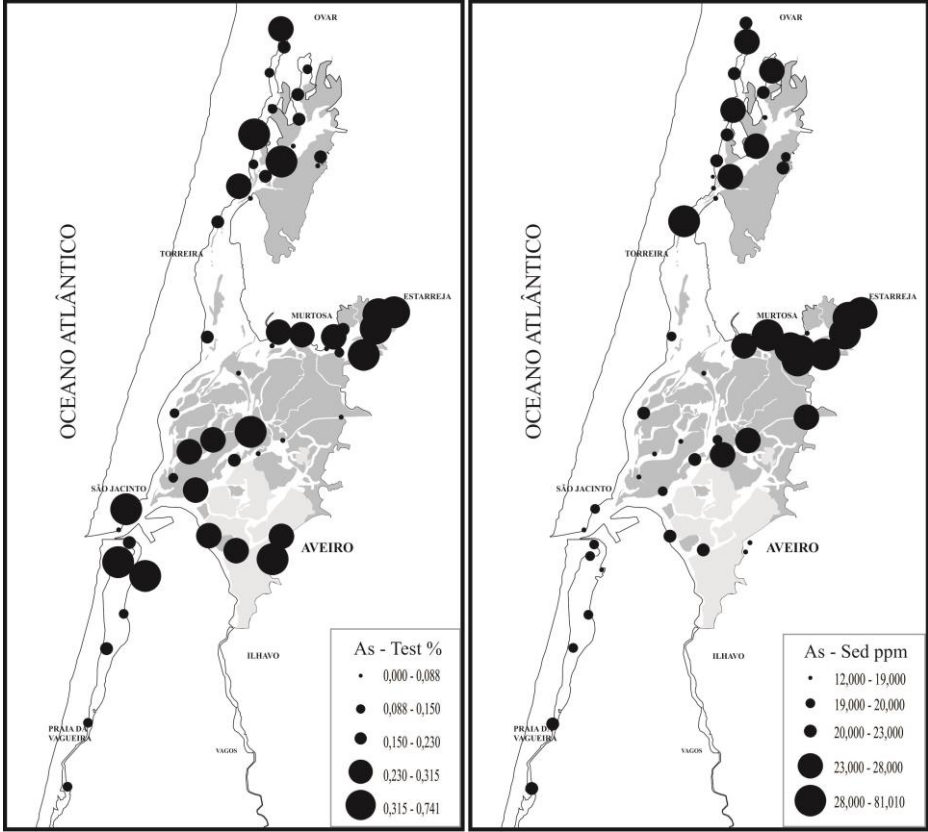 OVAR
OCEANO ATLÂNTICO
TORREIRA
ESTARREJA
MURTOSA
SÃO JACINTO
AVEIRO
ILHAVO
PRAIA DA
VAGUEIRA
VAGOS
As - Test %
0,000 - 0,088
0,088 - 0,150
0,150 - 0,230
0,230 - 0,315
0,315 - 0,741
OVAR
OCEANO ATLÂNTICO
TORREIRA
ESTARREJA
MURTOSA
SÃO JACINTO
AVEIRO
ILHAVO
PRAIA DA
VAGUEIRA
VAGOS
As - Sed ppm
12,000 - 19,000
19,000 - 20,000
20,000 - 23,000
23,000 - 28,000
28,000 - 81,010